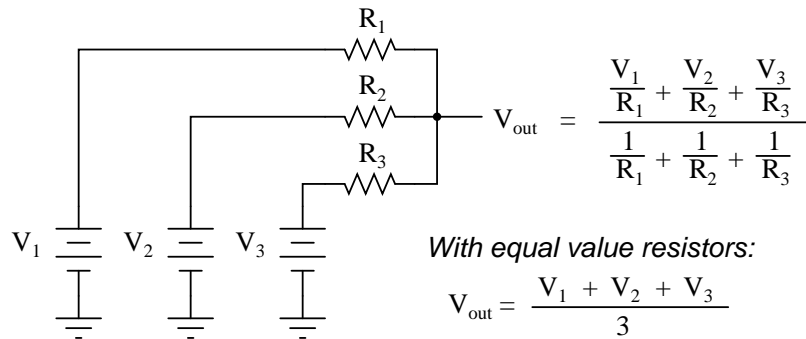 R1
R2
R3
V1
V2
V3
Vout = (V1/R1 + V2/R2 + V3/R3) / (1/R1 + 1/R2 + 1/R3)
With equal value resistors:
Vout = (V1 + V2 + V3) / 3